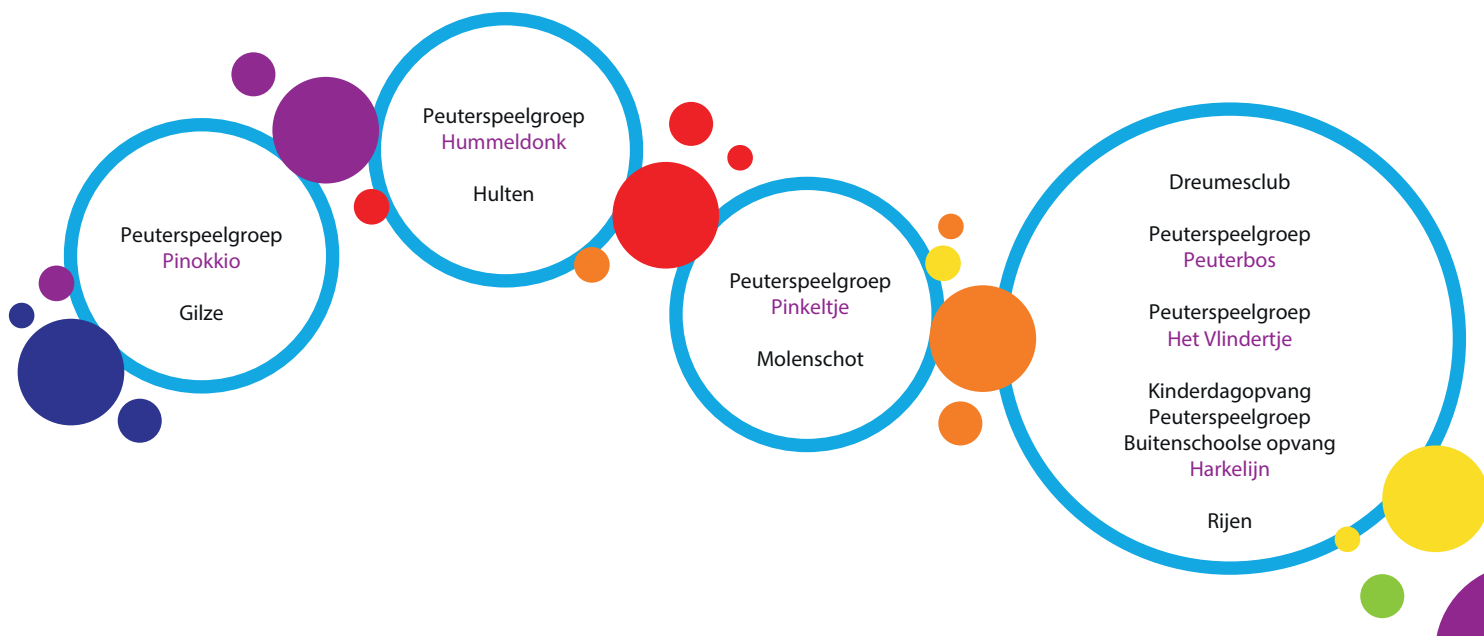 Peuterspeelgroep
Pinokkio
Gilze
Peuterspeelgroep
Hummeldonk
Hulten
Peuterspeelgroep
Pinkeltje
Molenschot
Dreumesclub
Peuterspeelgroep
Peuterbos
Peuterspeelgroep
Het Vlindertje
Kinderdagopvang
Peuterspeelgroep
Buitenschoolse opvang
Harkelijn
Rijen